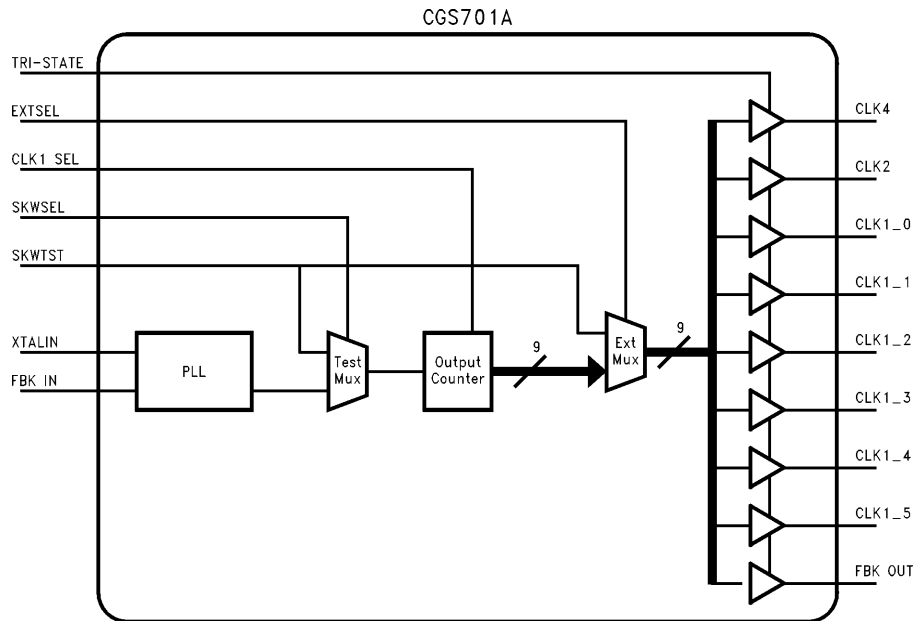 CGS701A
TRI-STATE
EXTSEL
CLK1 SEL
SKWSEL
SKWTST
XTALIN
FBK IN
PLL
Test
Mux
Output
Counter
9
Ext
Mux
9
CLK4
CLK2
CLK1_0
CLK1_1
CLK1_2
CLK1_3
CLK1_4
CLK1_5
FBK OUT